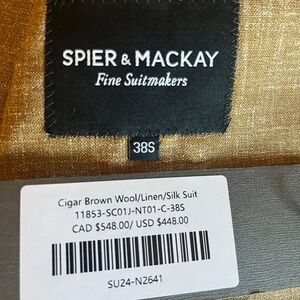 SPIER & MACKAY
Fine Suitmakers
38S
Cigar Brown Wool/Linen/Silk Suit
11853-SC01J-NT01-C-38S
CAD $548.00/ USD $448.00
SU24-N2641